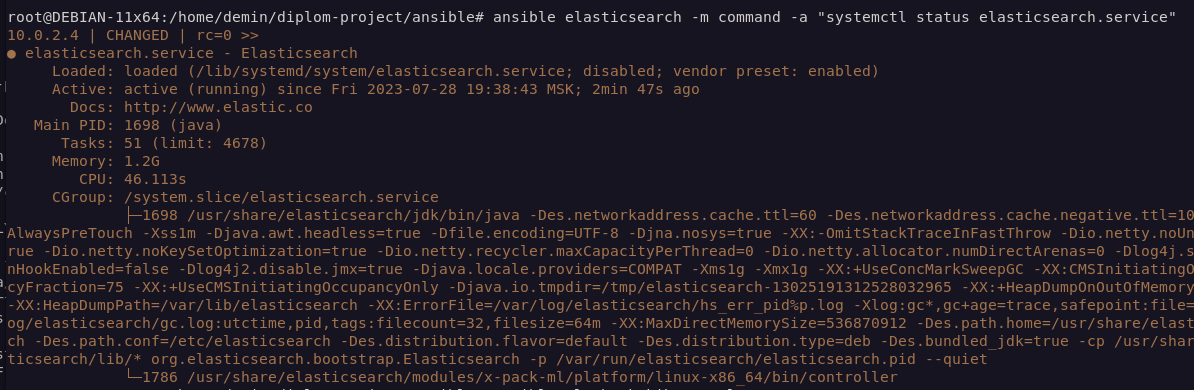 root@DEBIAN-11x64:/home/demin/diplom-project/ansible# ansible elasticsearch -m command -a "systemctl status elasticsearch.service"
10.0.2.4 | CHANGED | rc=0 >>
● elasticsearch.service - Elasticsearch
     Loaded: loaded (/lib/systemd/system/elasticsearch.service; disabled; vendor preset: enabled)
     Active: active (running) since Fri 2023-07-28 19:38:43 MSK; 2min 47s ago
       Docs: http://www.elastic.co
   Main PID: 1698 (java)
      Tasks: 51 (limit: 4678)
     Memory: 1.2G
        CPU: 46.113s
     CGroup: /system.slice/elasticsearch.service
             ├─1698 /usr/share/elasticsearch/jdk/bin/java -Des.networkaddress.cache.ttl=60 -Des.networkaddress.cache.negative.ttl=10
AlwaysPreTouch -Xss1m -Djava.awt.headless=true -Dfile.encoding=UTF-8 -Djna.nosys=true -XX:-OmitStackTraceInFastThrow -Dio.netty.noUn
rue -Dio.netty.noKeySetOptimization=true -Dio.netty.recycler.maxCapacityPerThread=0 -Dio.netty.allocator.numDirectArenas=0 -Dlog4j.s
nHookEnabled=false -Dlog4j2.disable.jmx=true -Djava.locale.providers=COMPAT -Xms1g -Xmx1g -XX:+UseConcMarkSweepGC -XX:CMSInitiatingO
cyFraction=75 -XX:+UseCMSInitiatingOccupancyOnly -Djava.io.tmpdir=/tmp/elasticsearch-13025191312528032965 -XX:+HeapDumpOnOutOfMemory
-XX:HeapDumpPath=/var/lib/elasticsearch -XX:ErrorFile=/var/log/elasticsearch/hs_err_pid%p.log -Xlog:gc*,gc+age=trace,safepoint:file=
og/elasticsearch/gc.log:utctime,pid,tags:filecount=32,filesize=64m -XX:MaxDirectMemorySize=536870912 -Des.path.home=/usr/share/elast
ch -Des.path.conf=/etc/elasticsearch -Des.distribution.flavor=default -Des.distribution.type=deb -Des.bundled_jdk=true -cp /usr/shar
ticsearch/lib/* org.elasticsearch.bootstrap.Elasticsearch -p /var/run/elasticsearch/elasticsearch.pid --quiet
             └─1786 /usr/share/elasticsearch/modules/x-pack-ml/platform/linux-x86_64/bin/controller